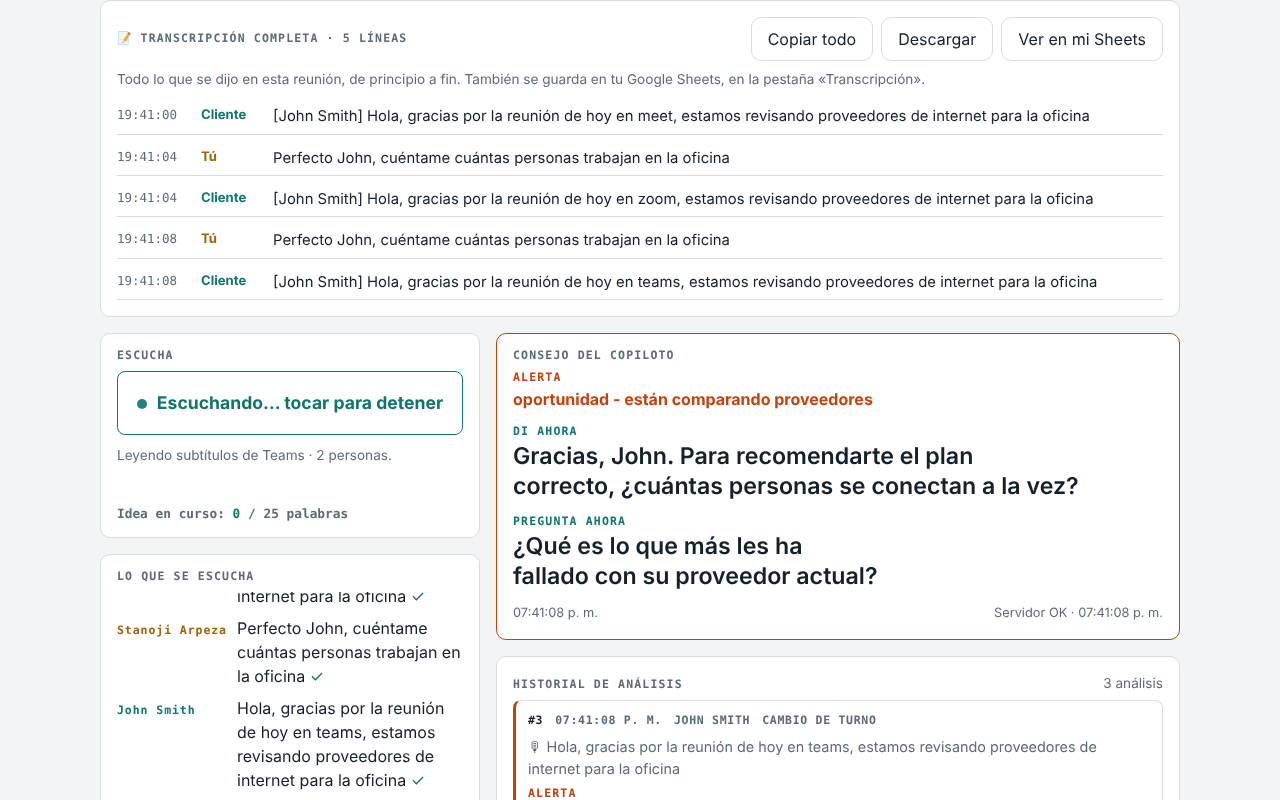 📝 TRANSCRIPCIÓN COMPLETA · 5 LÍNEAS
Copiar todo
Descargar
Ver en mi Sheets
Todo lo que se dijo en esta reunión, de principio a fin. También se guarda en tu Google Sheets, en la pestaña «Transcripción».
19:41:00 Cliente [John Smith] Hola, gracias por la reunión de hoy en meet, estamos revisando proveedores de internet para la oficina
19:41:04 Tú Perfecto John, cuéntame cuántas personas trabajan en la oficina
19:41:04 Cliente [John Smith] Hola, gracias por la reunión de hoy en zoom, estamos revisando proveedores de internet para la oficina
19:41:08 Tú Perfecto John, cuéntame cuántas personas trabajan en la oficina
19:41:08 Cliente [John Smith] Hola, gracias por la reunión de hoy en teams, estamos revisando proveedores de internet para la oficina
ESCUCHA
Escuchando… tocar para detener
Leyendo subtítulos de Teams · 2 personas.
Idea en curso: 0 / 25 palabras
LO QUE SE ESCUCHA
internet para la oficina ✓
Stanoji Arpeza Perfecto John, cuéntame
cuántas personas trabajan en
la oficina ✓
John Smith Hola, gracias por la reunión
de hoy en teams, estamos
revisando proveedores de
internet para la oficina ✓
CONSEJO DEL COPILOTO
ALERTA
oportunidad - están comparando proveedores
DI AHORA
Gracias, John. Para recomendarte el plan
correcto, ¿cuántas personas se conectan a la vez?
PREGUNTA AHORA
¿Qué es lo que más les ha
fallado con su proveedor actual?
07:41:08 p. m.
Servidor OK · 07:41:08 p. m.
HISTORIAL DE ANÁLISIS
3 análisis
#3 07:41:08 P. M. JOHN SMITH CAMBIO DE TURNO
🎙 Hola, gracias por la reunión de hoy en teams, estamos revisando proveedores de
internet para la oficina
ALERTA